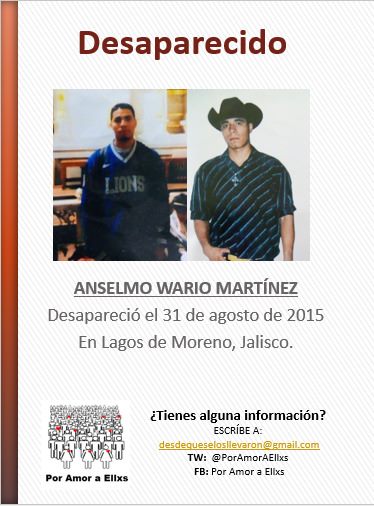 Desaparecido
LIONS
ANSELMO WARIO MARTÍNEZ
Desapareció el 31 de agosto de 2015
En Lagos de Moreno, Jalisco.
¿Tienes alguna información?
ESCRÍBE A:
desdequeselosllevaron@gmail.com
TW: @PorAmorAEllxs
FB: Por Amor a Ellxs
Por Amor a Ellxs